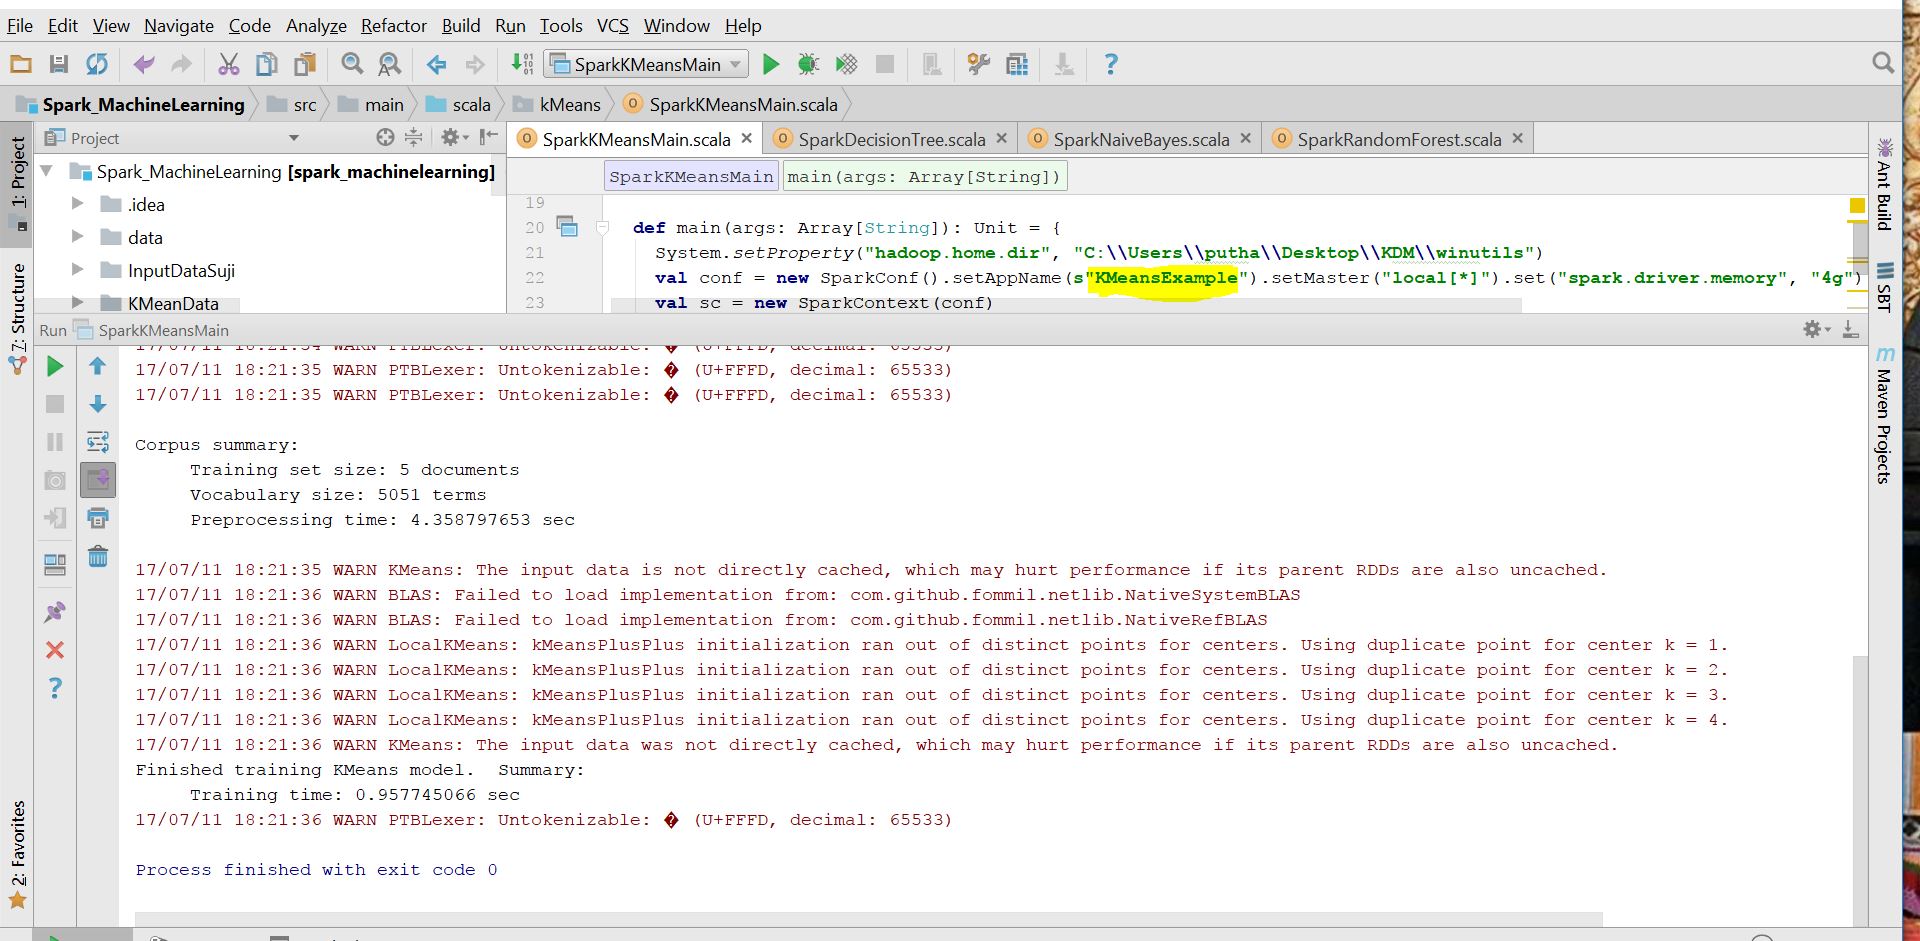 File Edit View Navigate Code Analyze Refactor Build Run Tools VCS Window Help
SparkKMeansMain
Spark_MachineLearning src main scala kMeans SparkKMeansMain.scala
1: Project
7: Structure
2: Favorites
Project
Spark_MachineLearning [spark_machinelearning]
.idea
data
InputDataSuji
KMeanData
SparkKMeansMain.scala SparkDecisionTree.scala SparkNaiveBayes.scala SparkRandomForest.scala
SparkKMeansMain main(args: Array[String])
19
20 def main(args: Array[String]): Unit = {
21 System.setProperty("hadoop.home.dir", "C:\\Users\\putha\\Desktop\\KDM\\winutils")
22 val conf = new SparkConf().setAppName(s"KMeansExample").setMaster("local[*]").set("spark.driver.memory", "4g")
23 val sc = new SparkContext(conf)
Ant Build
SBT
Maven Projects
Run SparkKMeansMain
17/07/11 18:21:34 WARN PTBLexer: Untokenizable: � (U+FFFD, decimal: 65533)
17/07/11 18:21:35 WARN PTBLexer: Untokenizable: � (U+FFFD, decimal: 65533)
17/07/11 18:21:35 WARN PTBLexer: Untokenizable: � (U+FFFD, decimal: 65533)
Corpus summary:
Training set size: 5 documents
Vocabulary size: 5051 terms
Preprocessing time: 4.358797653 sec
17/07/11 18:21:35 WARN KMeans: The input data is not directly cached, which may hurt performance if its parent RDDs are also uncached.
17/07/11 18:21:36 WARN BLAS: Failed to load implementation from: com.github.fommil.netlib.NativeSystemBLAS
17/07/11 18:21:36 WARN BLAS: Failed to load implementation from: com.github.fommil.netlib.NativeRefBLAS
17/07/11 18:21:36 WARN LocalKMeans: kMeansPlusPlus initialization ran out of distinct points for centers. Using duplicate point for center k = 1.
17/07/11 18:21:36 WARN LocalKMeans: kMeansPlusPlus initialization ran out of distinct points for centers. Using duplicate point for center k = 2.
17/07/11 18:21:36 WARN LocalKMeans: kMeansPlusPlus initialization ran out of distinct points for centers. Using duplicate point for center k = 3.
17/07/11 18:21:36 WARN LocalKMeans: kMeansPlusPlus initialization ran out of distinct points for centers. Using duplicate point for center k = 4.
17/07/11 18:21:36 WARN KMeans: The input data was not directly cached, which may hurt performance if its parent RDDs are also uncached.
Finished training KMeans model.  Summary:
Training time: 0.957745066 sec
17/07/11 18:21:36 WARN PTBLexer: Untokenizable: � (U+FFFD, decimal: 65533)
Process finished with exit code 0